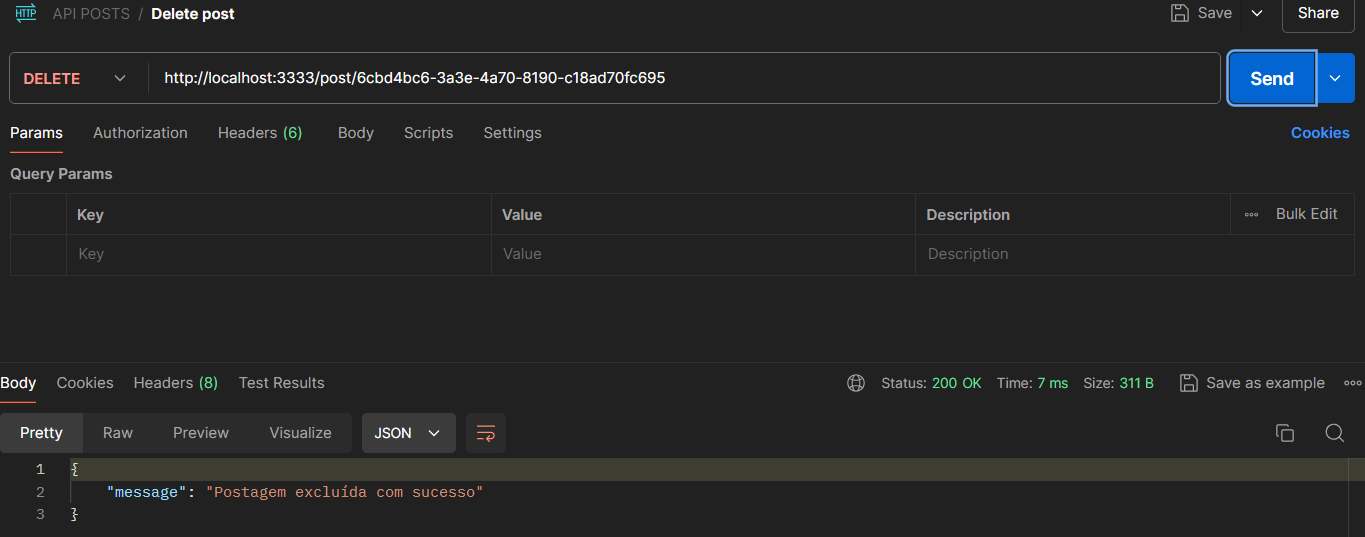 HTTP API POSTS / Delete post Save Share
DELETE http://localhost:3333/post/6cbd4bc6-3a3e-4a70-8190-c18ad70fc695 Send
Params Authorization Headers (6) Body Scripts Settings Cookies
Query Params
Key Value Description Bulk Edit
Key Value Description
Body Cookies Headers (8) Test Results Status: 200 OK Time: 7 ms Size: 311 B Save as example
Pretty Raw Preview Visualize JSON
1 {
2 "message": "Postagem excluída com sucesso"
3 }